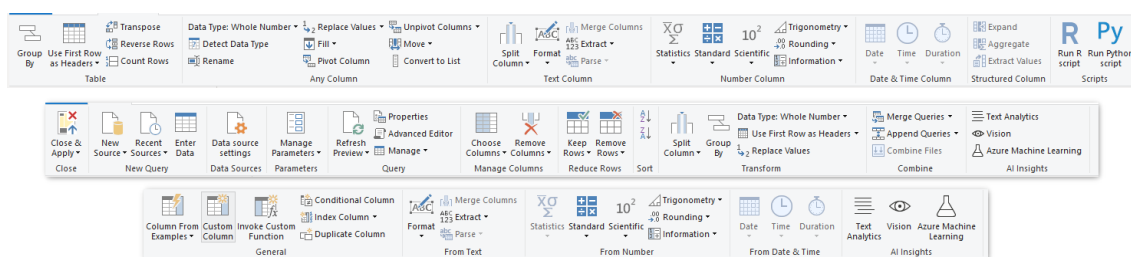 Transpose Data Type: Whole Number Replace Values Unpivot Columns Merge Columns Trigonometry Expand
Reverse Rows Detect Data Type Fill Move Extract Rounding Aggregate
Group By Use First Row as Headers Count Rows Rename Pivot Column Convert to List Split Column Format Parse Statistics Standard Scientific Information Date Time Duration Extract Values Run R script Run Python script
Table Any Column Text Column Number Column Date & Time Column Structured Column Scripts
Properties Data Type: Whole Number Merge Queries Text Analytics
Advanced Editor Use First Row as Headers Append Queries Vision
Close & Apply New Source Recent Sources Enter Data Data source settings Manage Parameters Refresh Preview Manage Choose Columns Remove Columns Keep Rows Remove Rows Split Column Group By Replace Values Combine Files Azure Machine Learning
Close New Query Data Sources Parameters Query Manage Columns Reduce Rows Sort Transform Combine AI Insights
Conditional Column Merge Columns Trigonometry
Index Column Extract Rounding
Column From Examples Custom Column Invoke Custom Function Duplicate Column Format Parse Statistics Standard Scientific Information Date Time Duration Text Analytics Vision Azure Machine Learning
General From Text From Number From Date & Time AI Insights